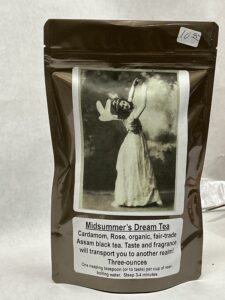 10.95
Midsummer's Dream Tea
Cardamom, Rose, organic, fair-trade
Assam black tea. Taste and fragrance
will transport you to another realm!
Three-ounces
One heaping teaspoon (or to taste) per cup of near-
boiling water. Steep 3-4 minutes.